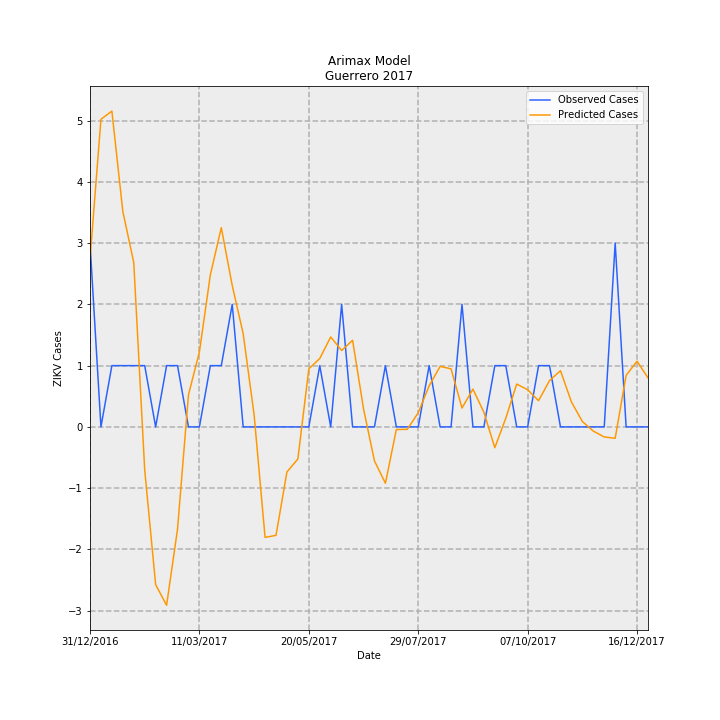 Arimax Model
Guerrero 2017
Observed Cases
Predicted Cases
ZIKV Cases
5
4
3
2
1
0
−1
−2
−3
31/12/2016 11/03/2017 20/05/2017 29/07/2017 07/10/2017 16/12/2017
Date